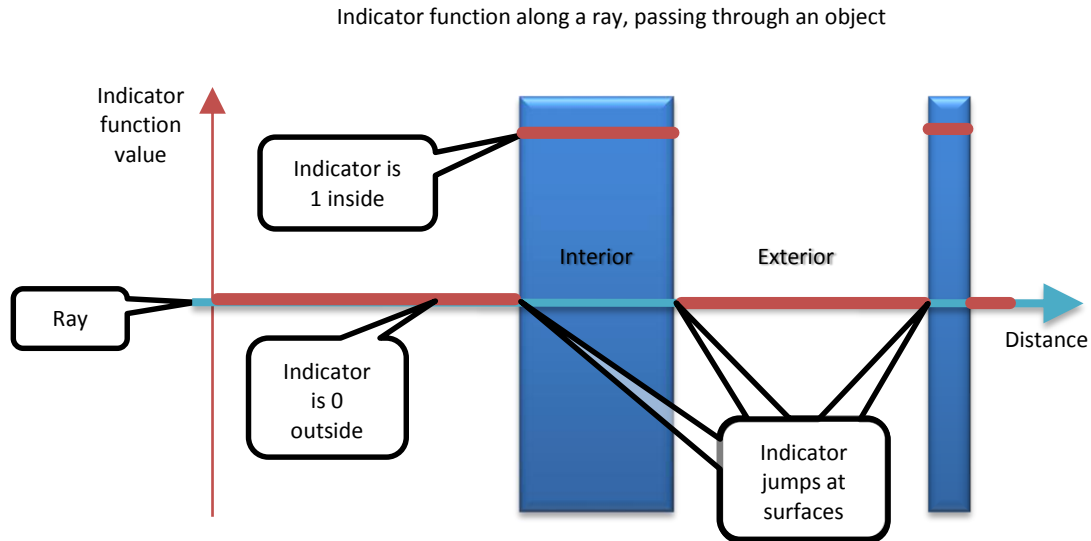 Indicator function along a ray, passing through an object
Indicator
function
value
Indicator is
1 inside
Interior
Exterior
Ray
Distance
Indicator
is 0
outside
Indicator
jumps at
surfaces